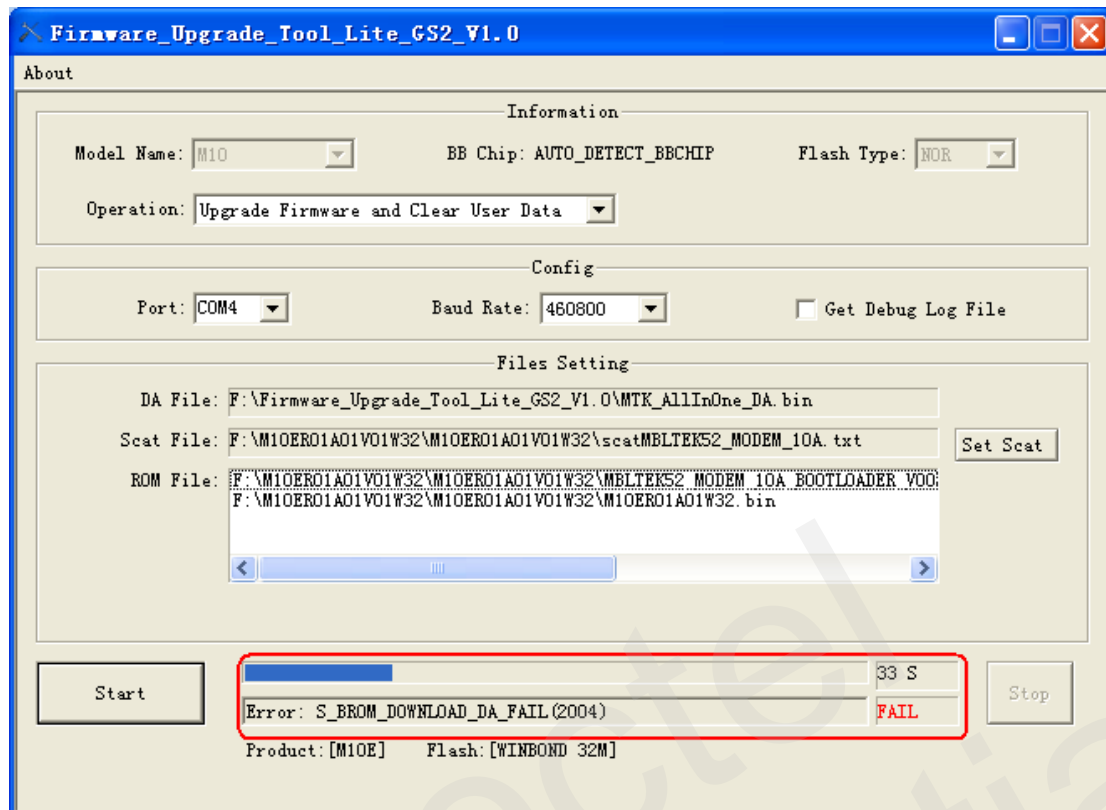 Firmware_Upgrade_Tool_Lite_GS2_V1.0
About
Information
Model Name: M10 BB Chip: AUTO_DETECT_BBCHIP Flash Type: NOR
Operation: Upgrade Firmware and Clear User Data
Config
Port: COM4 Baud Rate: 460800 Get Debug Log File
Files Setting
DA File: F:\Firmware_Upgrade_Tool_Lite_GS2_V1.0\MTK_AllInOne_DA.bin
Scat File: F:\M10ER01A01V01W32\M10ER01A01V01W32\scatMBLTEK52_MODEM_10A.txt Set Scat
ROM File: F:\M10ER01A01V01W32\M10ER01A01V01W32\MBLTEK52_MODEM_10A_BOOTLOADER_V00
F:\M10ER01A01V01W32\M10ER01A01V01W32\M10ER01A01W32.bin
33 S
Start Stop
Error: S_BROM_DOWNLOAD_DA_FAIL(2004) FAIL
Product:[M10E] Flash:[WINBOND 32M]